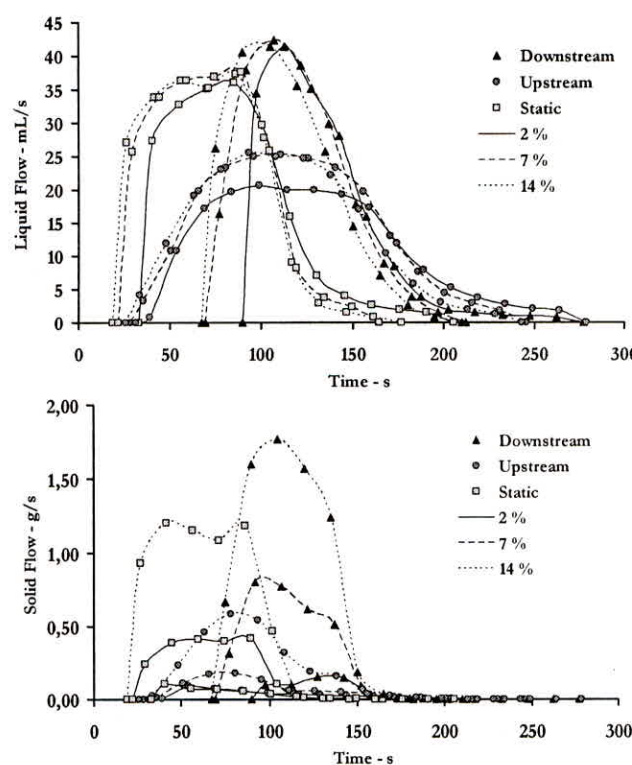 45
40
35
30
25
20
15
10
5
0
Liquid Flow - mL/s
Downstream
Upstream
Static
2 %
7 %
14 %
0 50 100 150 200 250 300
Time - s
2,00
1,50
1,00
0,50
0,00
Solid Flow - g/s
Downstream
Upstream
Static
2 %
7 %
14 %
0 50 100 150 200 250 300
Time - s